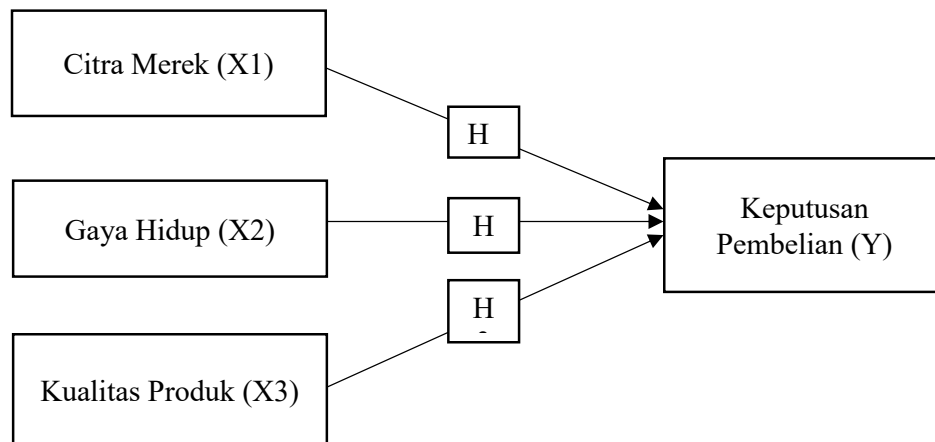 Citra Merek (X1)
H
Gaya Hidup (X2)
H
Keputusan
Pembelian (Y)
H
Kualitas Produk (X3)